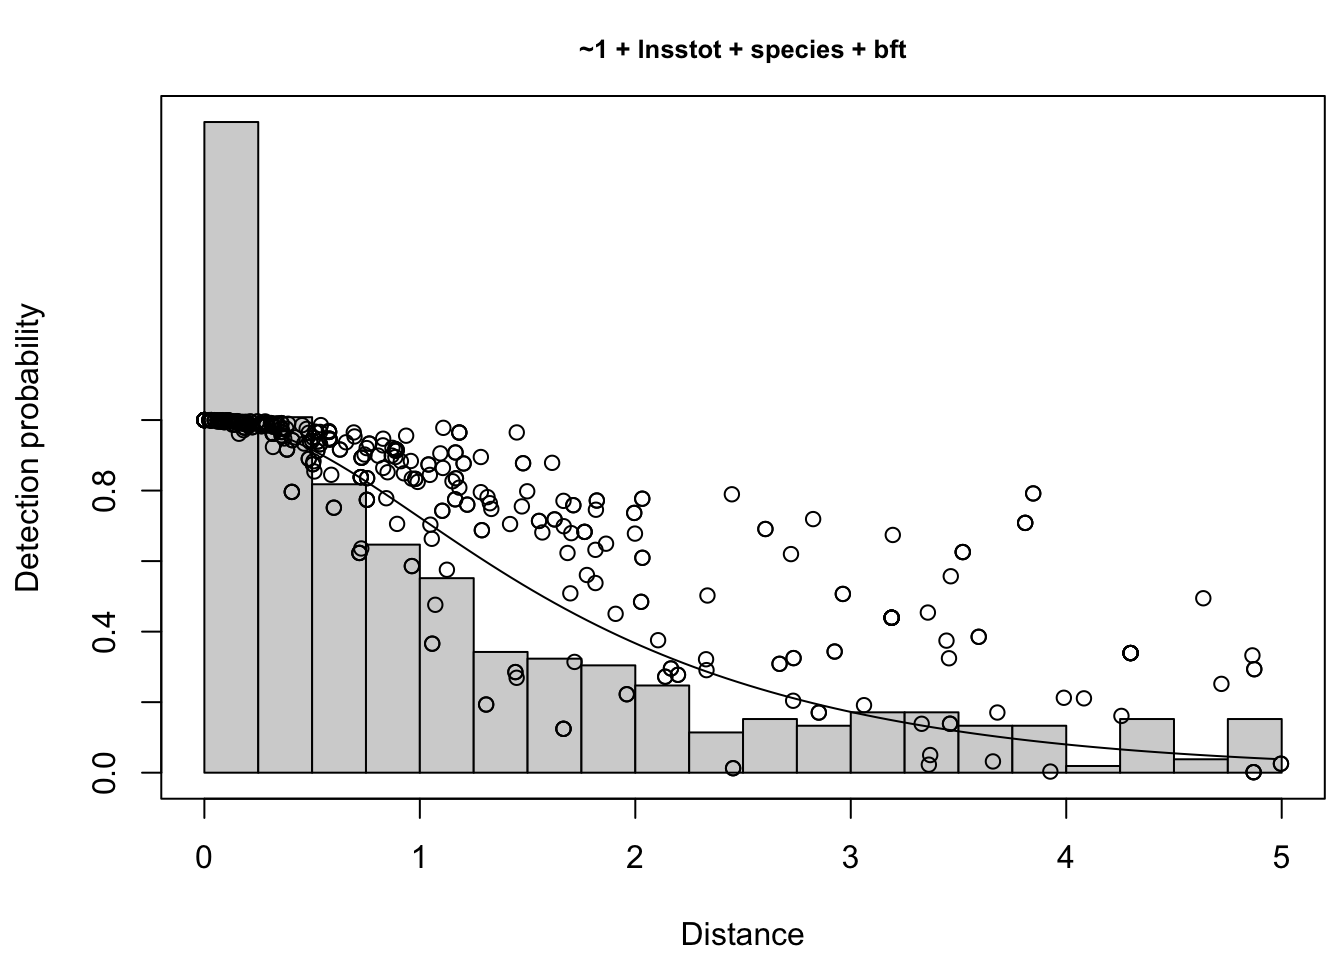 ~1 + lnsstot + species + bft
Detection probability
0.8
0.4
0.0
0 1 2 3 4 5
Distance